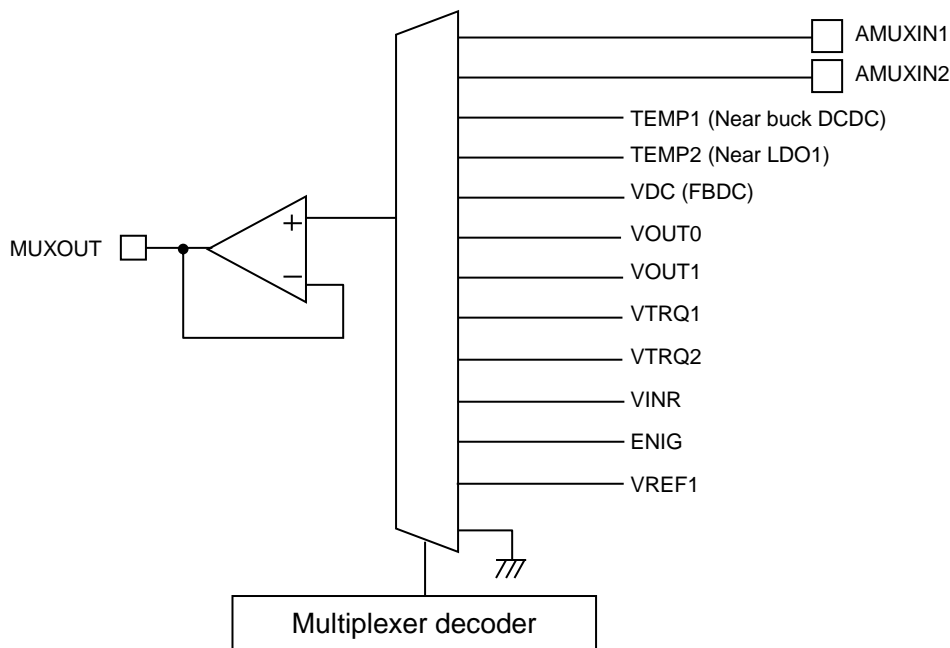 AMUXIN1
AMUXIN2
TEMP1 (Near buck DCDC)
TEMP2 (Near LDO1)
VDC (FBDC)
VOUT0
MUXOUT
+
−
VOUT1
VTRQ1
VTRQ2
VINR
ENIG
VREF1
Multiplexer decoder